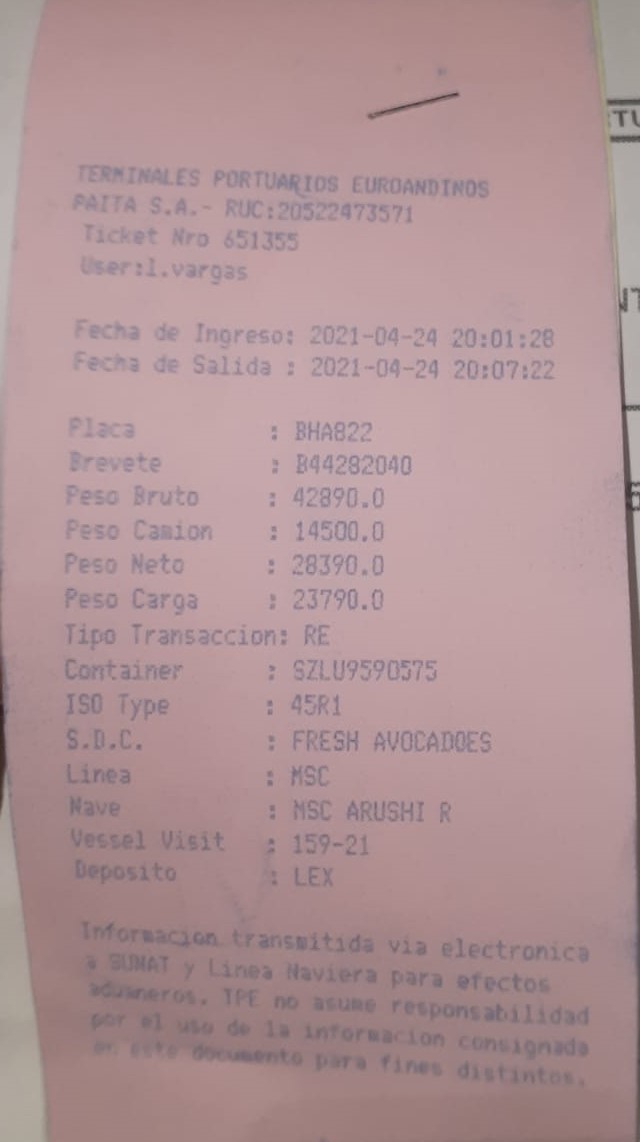 TERMINALES PORTUARIOS EUROANDINOS
PAITA S.A.- RUC:20522473571
Ticket Nro 651355
User:l.vargas
Fecha de Ingreso: 2021-04-24 20:01:28
Fecha de Salida : 2021-04-24 20:07:22
Placa : BHA822
Brevete : B44282040
Peso Bruto : 42890.0
Peso Camion : 14500.0
Peso Neto : 28390.0
Peso Carga : 23790.0
Tipo Transaccion: RE
Container : SZLU9590575
ISO Type : 45R1
S.D.C. : FRESH AVOCADOES
Linea : MSC
Nave : MSC ARUSHI R
Vessel Visit : 159-21
Deposito : LEX
Informacion transmitida via electronica
a SUNAT y Linea Naviera para efectos
aduaneros. TPE no asume responsabilidad
por el uso de la informacion consignada
en este documento para fines distintos.